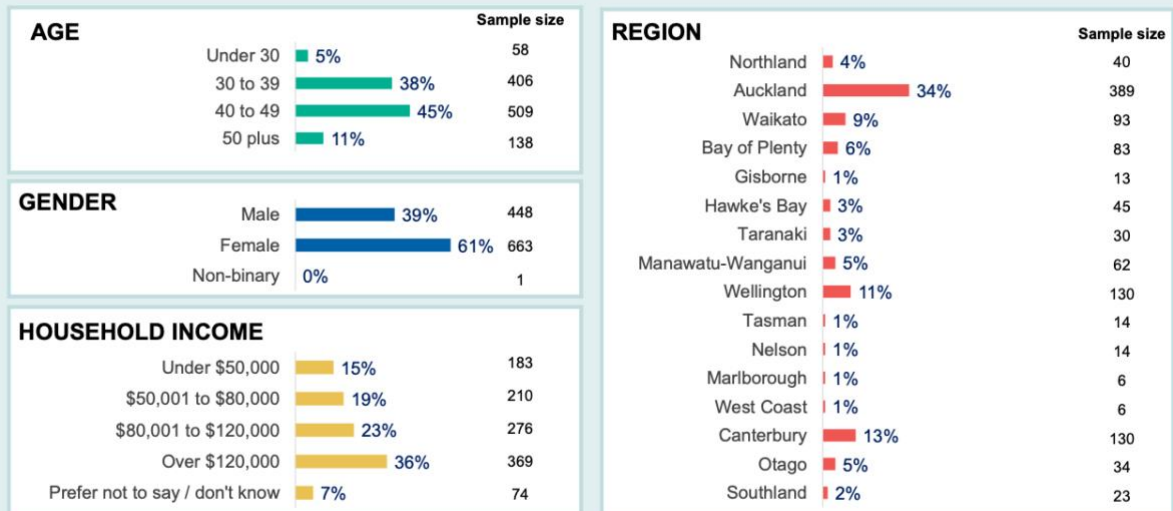 Sample size
AGE
Under 30 5% 58
30 to 39 38% 406
40 to 49 45% 509
50 plus 11% 138
GENDER
Male 39% 448
Female 61% 663
Non-binary 0% 1
HOUSEHOLD INCOME
Under $50,000 15% 183
$50,001 to $80,000 19% 210
$80,001 to $120,000 23% 276
Over $120,000 36% 369
Prefer not to say / don't know 7% 74
REGION
Sample size
Northland 4% 40
Auckland 34% 389
Waikato 9% 93
Bay of Plenty 6% 83
Gisborne 1% 13
Hawke's Bay 3% 45
Taranaki 3% 30
Manawatu-Wanganui 5% 62
Wellington 11% 130
Tasman 1% 14
Nelson 1% 14
Marlborough 1% 6
West Coast 1% 6
Canterbury 13% 130
Otago 5% 34
Southland 2% 23